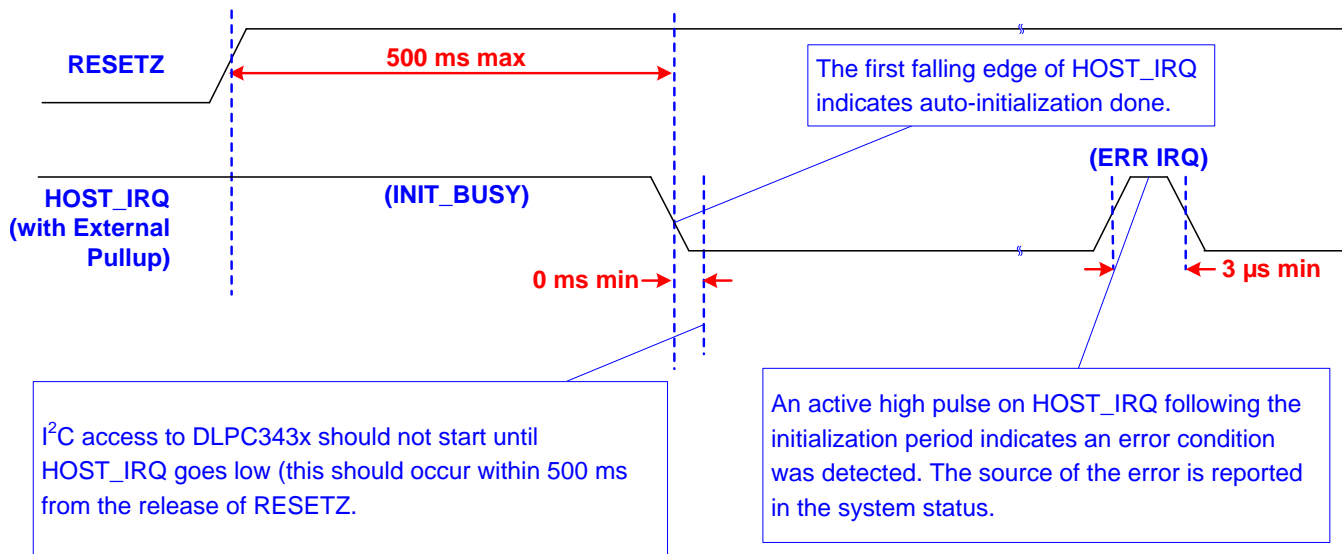 RESETZ
500 ms max
The first falling edge of HOST_IRQ
indicates auto-initialization done.
(ERR IRQ)
HOST_IRQ
(with External
Pullup)
(INIT_BUSY)
0 ms min
3 µs min
I²C access to DLPC343x should not start until
HOST_IRQ goes low (this should occur within 500 ms
from the release of RESETZ.
An active high pulse on HOST_IRQ following the
initialization period indicates an error condition
was detected. The source of the error is reported
in the system status.